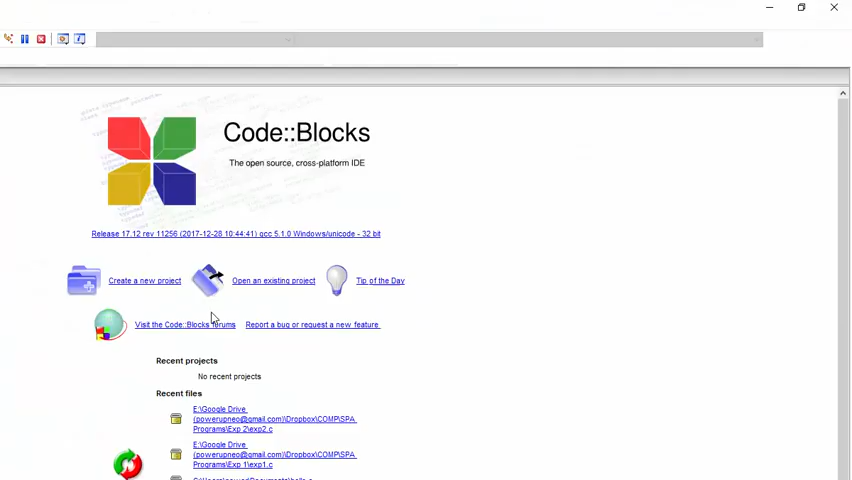 Code::Blocks
The open source, cross-platform IDE
Release 17.12 rev 11256 (2017-12-28 10:44:41) gcc 5.1.0 Windows/unicode - 32 bit
Create a new project
Open an existing project
Tip of the Day
Visit the Code::Blocks forums
Report a bug or request a new feature
Recent projects
No recent projects
Recent files
E:\Google Drive
(powerupneo@gmail.com)\Dropbox\COMP\SPA
Programs\Exp 2\exp2.c
E:\Google Drive
(powerupneo@gmail.com)\Dropbox\COMP\SPA
Programs\Exp 1\exp1.c